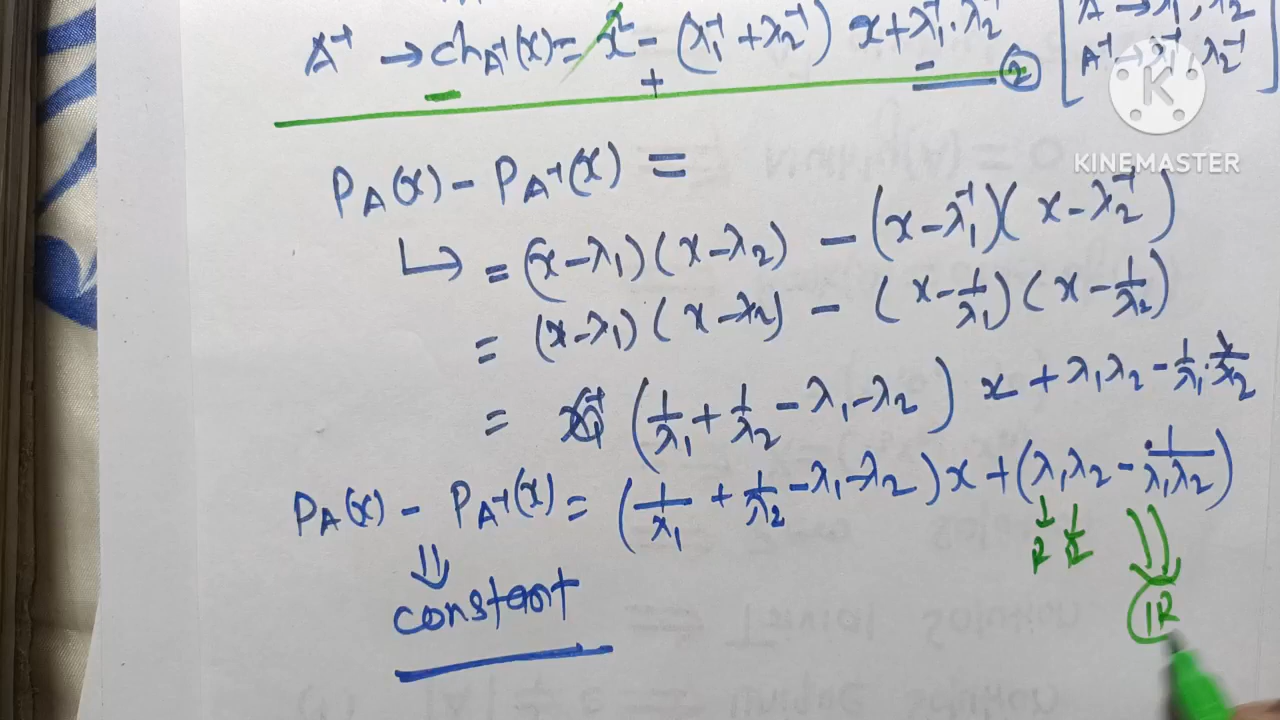 A⁻¹ → ch_A⁻¹(x) = x² - (λ₁⁻¹ + λ₂⁻¹) x + λ₁⁻¹ · λ₂⁻¹ ②
A → λ₁, λ₂
A⁻¹ → λ₁⁻¹, λ₂⁻¹
+
KINEMASTER
P_A(x) - P_A⁻¹(x) =
↳ = (x - λ₁)(x - λ₂) - (x - λ₁⁻¹)(x - λ₂⁻¹)
= (x - λ₁)(x - λ₂) - (x - 1/λ₁)(x - 1/λ₂)
= (1/λ₁ + 1/λ₂ - λ₁ - λ₂) x + λ₁λ₂ - 1/λ₁ · 1/λ₂
P_A(x) - P_A⁻¹(x) = (1/λ₁ + 1/λ₂ - λ₁ - λ₂) x + (λ₁λ₂ - 1/λ₁λ₂)
⇓ ↓ ↓ ⇓
R R
constant
IR